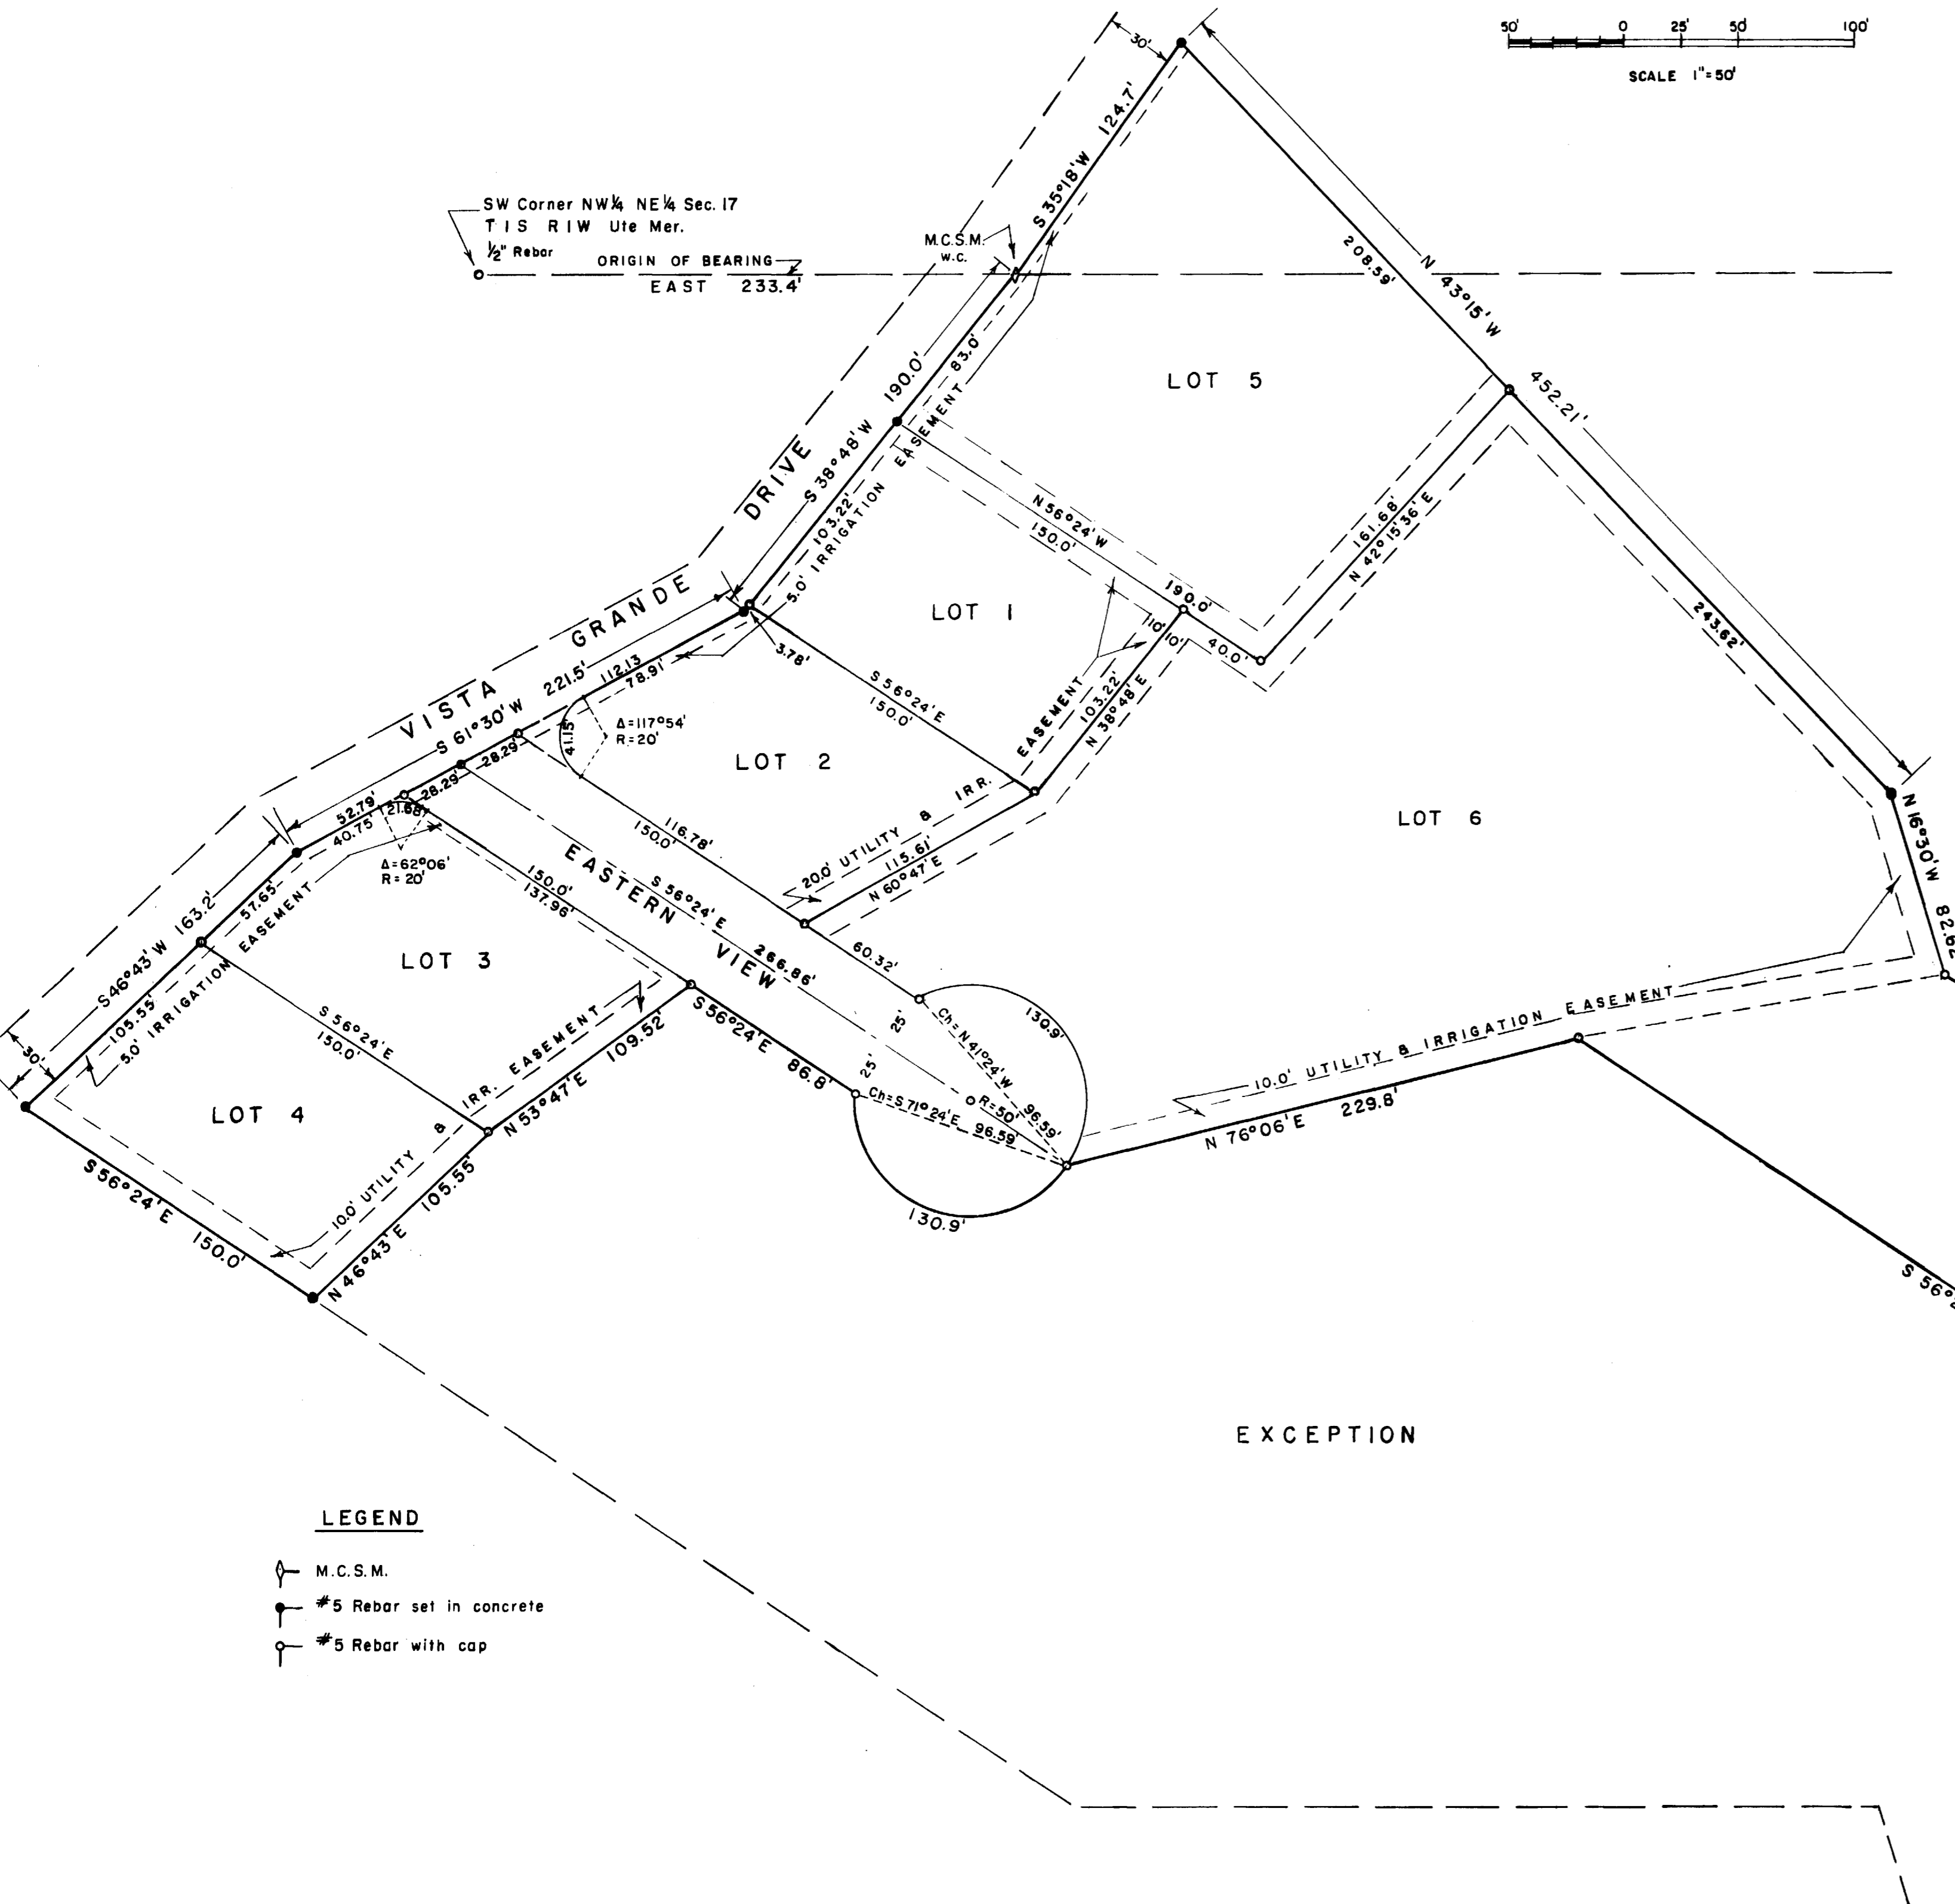 50' 0 25' 50' 100'
SCALE 1"=50'
30'
S 35°18'W 124.7'
SW Corner NW¼ NE¼ Sec. 17
T 1 S R 1 W Ute Mer.
½" Rebar
ORIGIN OF BEARING
EAST 233.4'
M.C.S.M.
W.C.
208.59'
N 43°15' W
452.21'
LOT 5
190.0'
S 38°48'W
83.0'
103.22'
5.0' IRRIGATION EASEMENT
VISTA GRANDE DRIVE
N 56°24' W
150.0'
190.0'
40.0'
161.68'
N 42°15'36" E
243.62'
LOT 1
10' 10'
3.78'
S 56°24' E
150.0'
EASEMENT
103.22'
N 38°48' E
S 61°30' W 221.5'
112.13
78.91'
41.15'
Δ=117°54'
R=20'
LOT 2
20.0' UTILITY & IRR.
115.61'
N 60°47' E
LOT 6
N 16°30' W 82.62
28.29'
28.29'
52.79'
40.75'
21.68'
Δ=62°06'
R=20'
116.78'
150.0'
EASTERN VIEW
S 56°24' E 266.86'
150.0'
137.96'
S 46°43' W 163.2'
57.65'
105.55'
5.0' IRRIGATION EASEMENT
LOT 3
S 56°24' E
150.0'
60.32'
25'
25'
130.9'
Ch=N 41°24' W 96.59'
Ch=S 71°24' E 96.59'
R=50'
130.9'
S 56°24' E 86.8'
N 53°47' E 109.52'
10.0' UTILITY & IRR. EASEMENT
30'
LOT 4
S 56°24' E 150.0'
N 46°43' E 105.55'
10.0' UTILITY & IRRIGATION EASEMENT
N 76°06' E 229.8'
S 56°2
EXCEPTION
LEGEND
M.C.S.M.
#5 Rebar set in concrete
#5 Rebar with cap